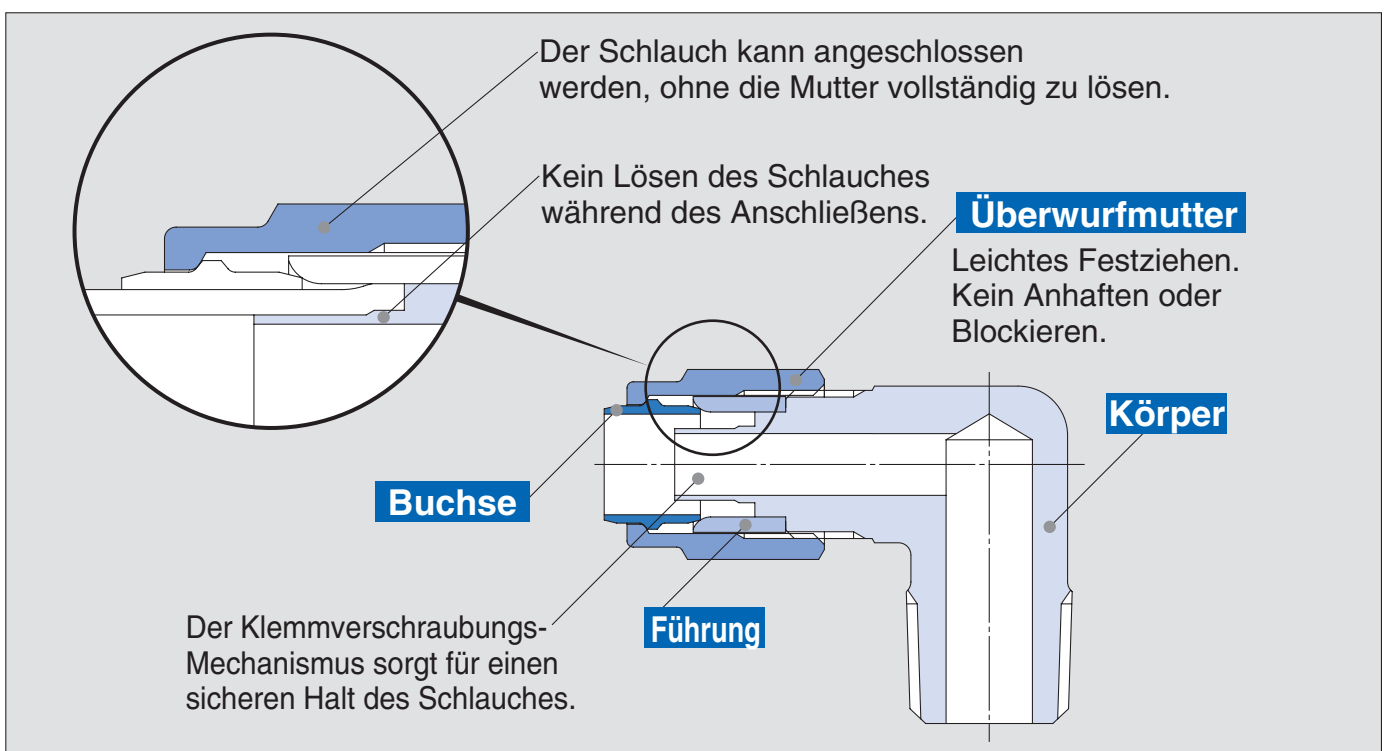 Der Schlauch kann angeschlossen
werden, ohne die Mutter vollständig zu lösen.
Kein Lösen des Schlauches
während des Anschließens.
Überwurfmutter
Leichtes Festziehen.
Kein Anhaften oder
Blockieren.
Körper
Buchse
Führung
Der Klemmverschraubungs-
Mechanismus sorgt für einen
sicheren Halt des Schlauches.